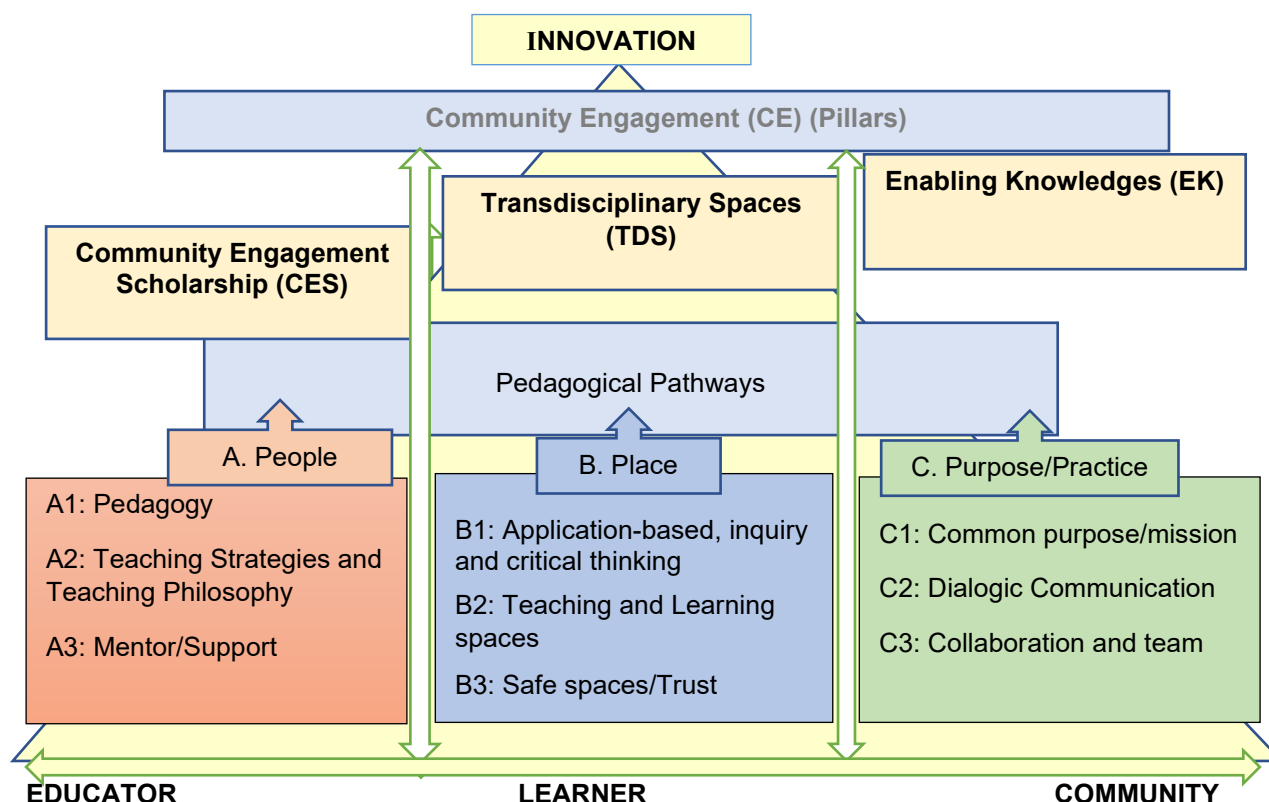 INNOVATION
Community Engagement (CE) (Pillars)
Community Engagement
Scholarship (CES)
Transdisciplinary Spaces
(TDS)
Enabling Knowledges (EK)
Pedagogical Pathways
A. People
A1: Pedagogy
A2: Teaching Strategies and
Teaching Philosophy
A3: Mentor/Support
B. Place
B1: Application-based, inquiry
and critical thinking
B2: Teaching and Learning
spaces
B3: Safe spaces/Trust
C. Purpose/Practice
C1: Common purpose/mission
C2: Dialogic Communication
C3: Collaboration and team
EDUCATOR
LEARNER
COMMUNITY